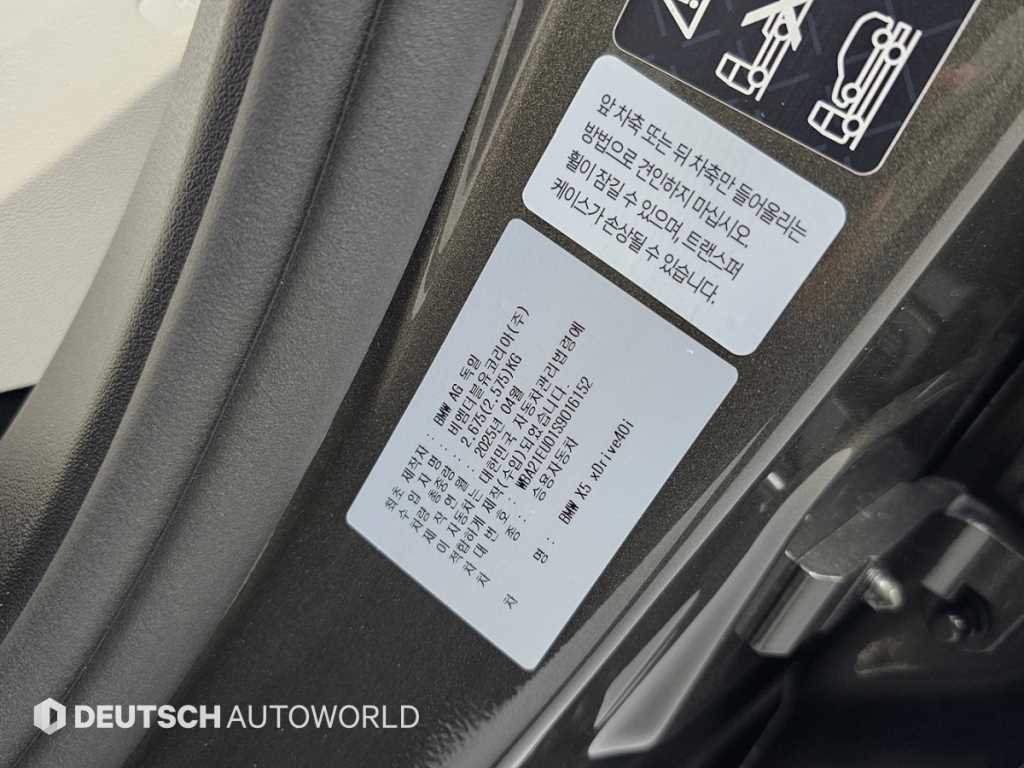 앞 차축 또는 뒤 차축만 들어올리는
방법으로 견인하지 마십시오.
휠이 잠길 수 있으며, 트랜스퍼
케이스가 손상될 수 있습니다.
최초 제작자 : BMW AG 독일
수 입 자 명 : 비엠더블유코리아(주)
차량 총중량 : 2,675(2,575)KG
제 작 연 월 : 2025년 04월
이 자동차는 대한민국 자동차관리법령에
적합하게 제작(수입)되었습니다.
차 대 번 호 : WBA21EU01S9D16152
차 종 : 승용자동차
차 명 : BMW X5 xDrive40i
DEUTSCH AUTOWORLD